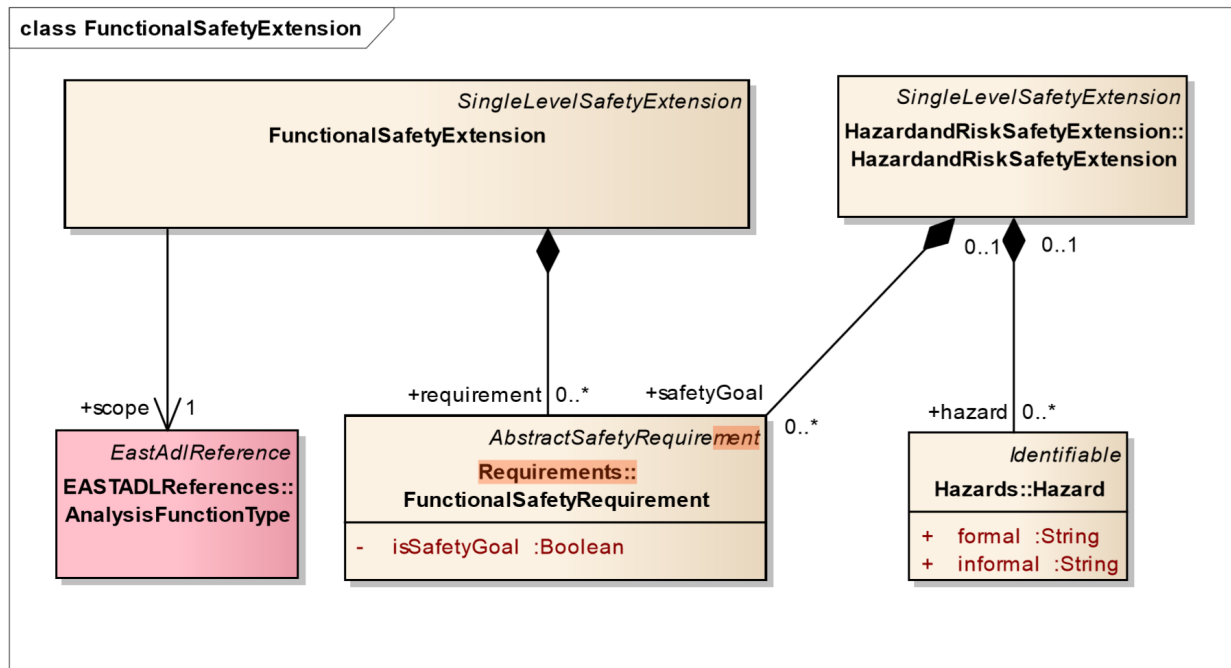 class FunctionalSafetyExtension
SingleLevelSafetyExtension
FunctionalSafetyExtension
SingleLevelSafetyExtension
HazardandRiskSafetyExtension::
HazardandRiskSafetyExtension
0..1
0..1
+scope
1
+requirement
0..*
+safetyGoal
0..*
+hazard
0..*
EastAdlReference
EASTADLReferences::
AnalysisFunctionType
AbstractSafetyRequirement
Requirements::
FunctionalSafetyRequirement
- isSafetyGoal :Boolean
Identifiable
Hazards::Hazard
+ formal :String
+ informal :String